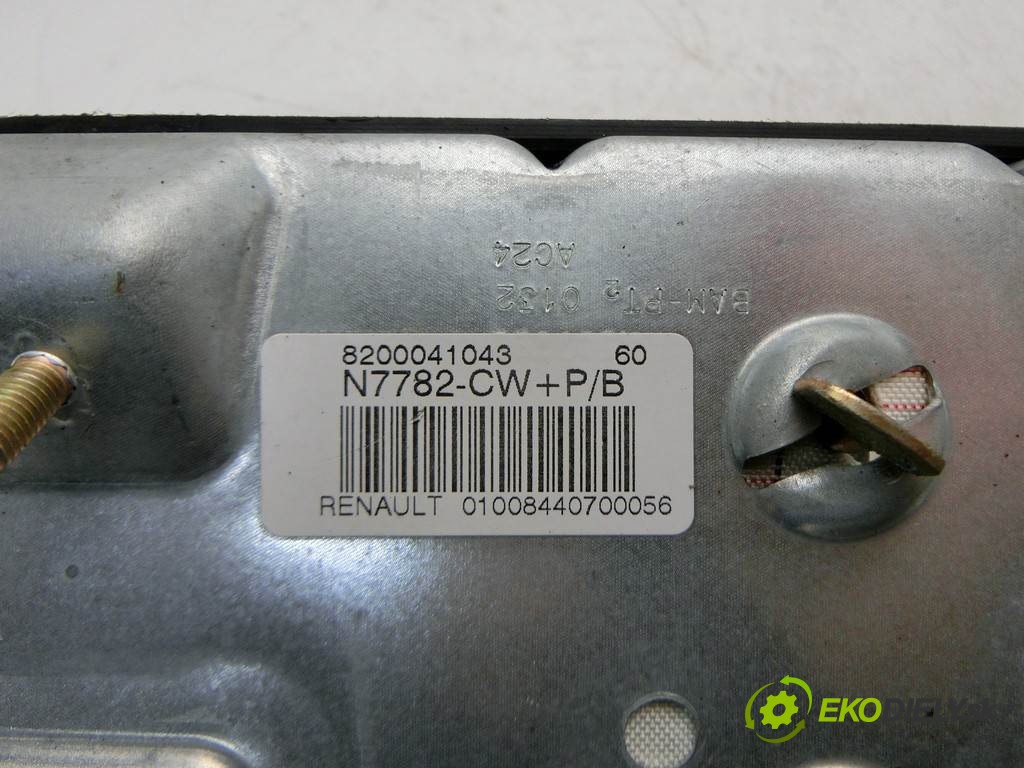 AC24
BAM-PT2 0132
8200041043 60
N7782-CW+P/B
RENAULT 01008440700056
EKO